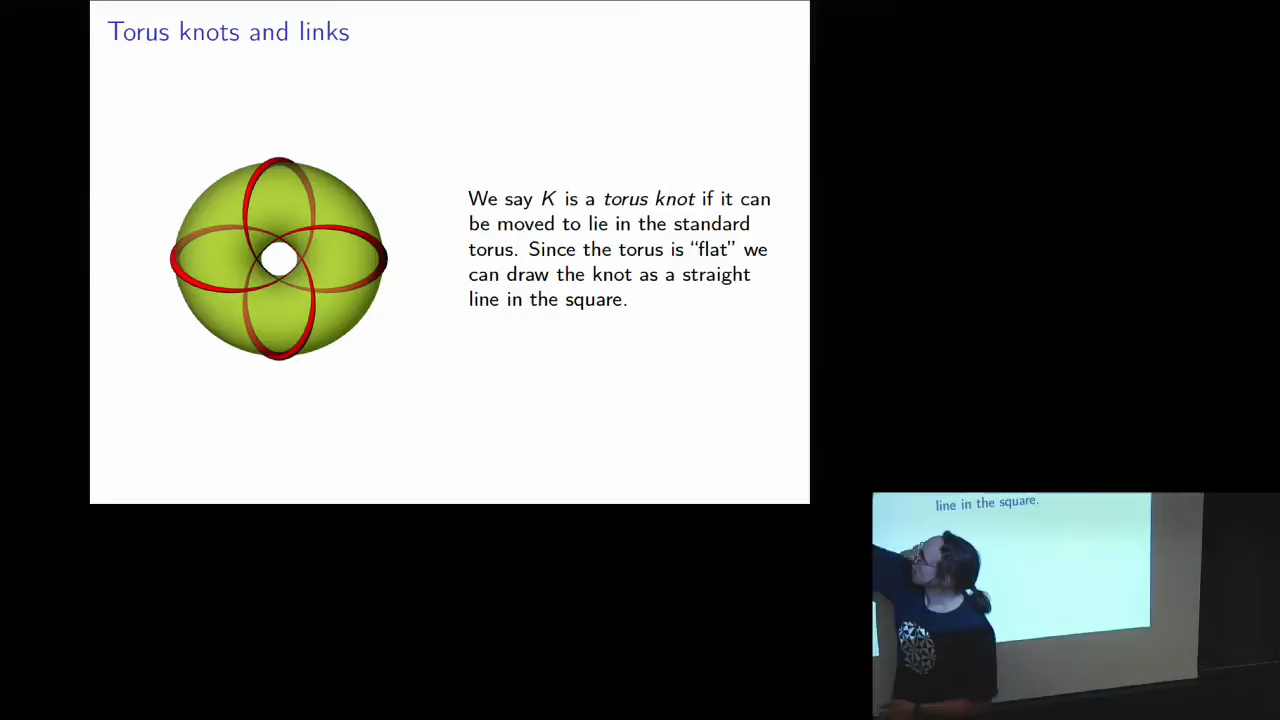 Torus knots and links
We say K is a torus knot if it can
be moved to lie in the standard
torus. Since the torus is “flat” we
can draw the knot as a straight
line in the square.
line in the square.